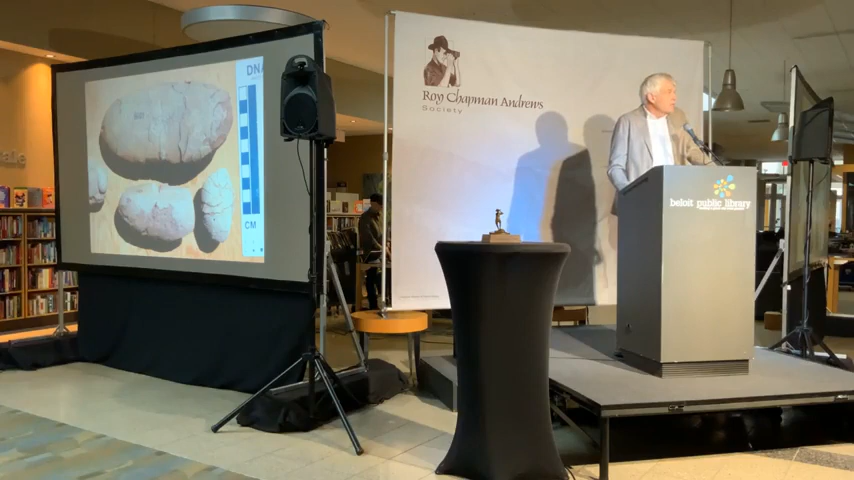 DNA
CM
Roy Chapman Andrews
Society
beloit public library